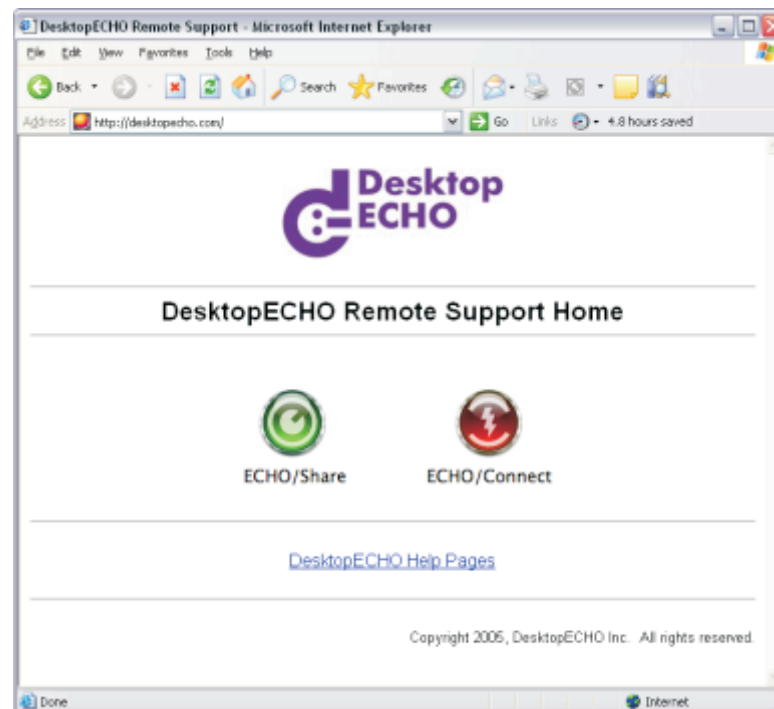 DesktopECHO Remote Support - Microsoft Internet Explorer
File Edit View Favorites Tools Help
Back Search Favorites
Address http://desktopecho.com/ Go Links 4.8 hours saved
Desktop
ECHO
DesktopECHO Remote Support Home
ECHO/Share ECHO/Connect
DesktopECHO Help Pages
Copyright 2005, DesktopECHO Inc. All rights reserved.
Done Internet